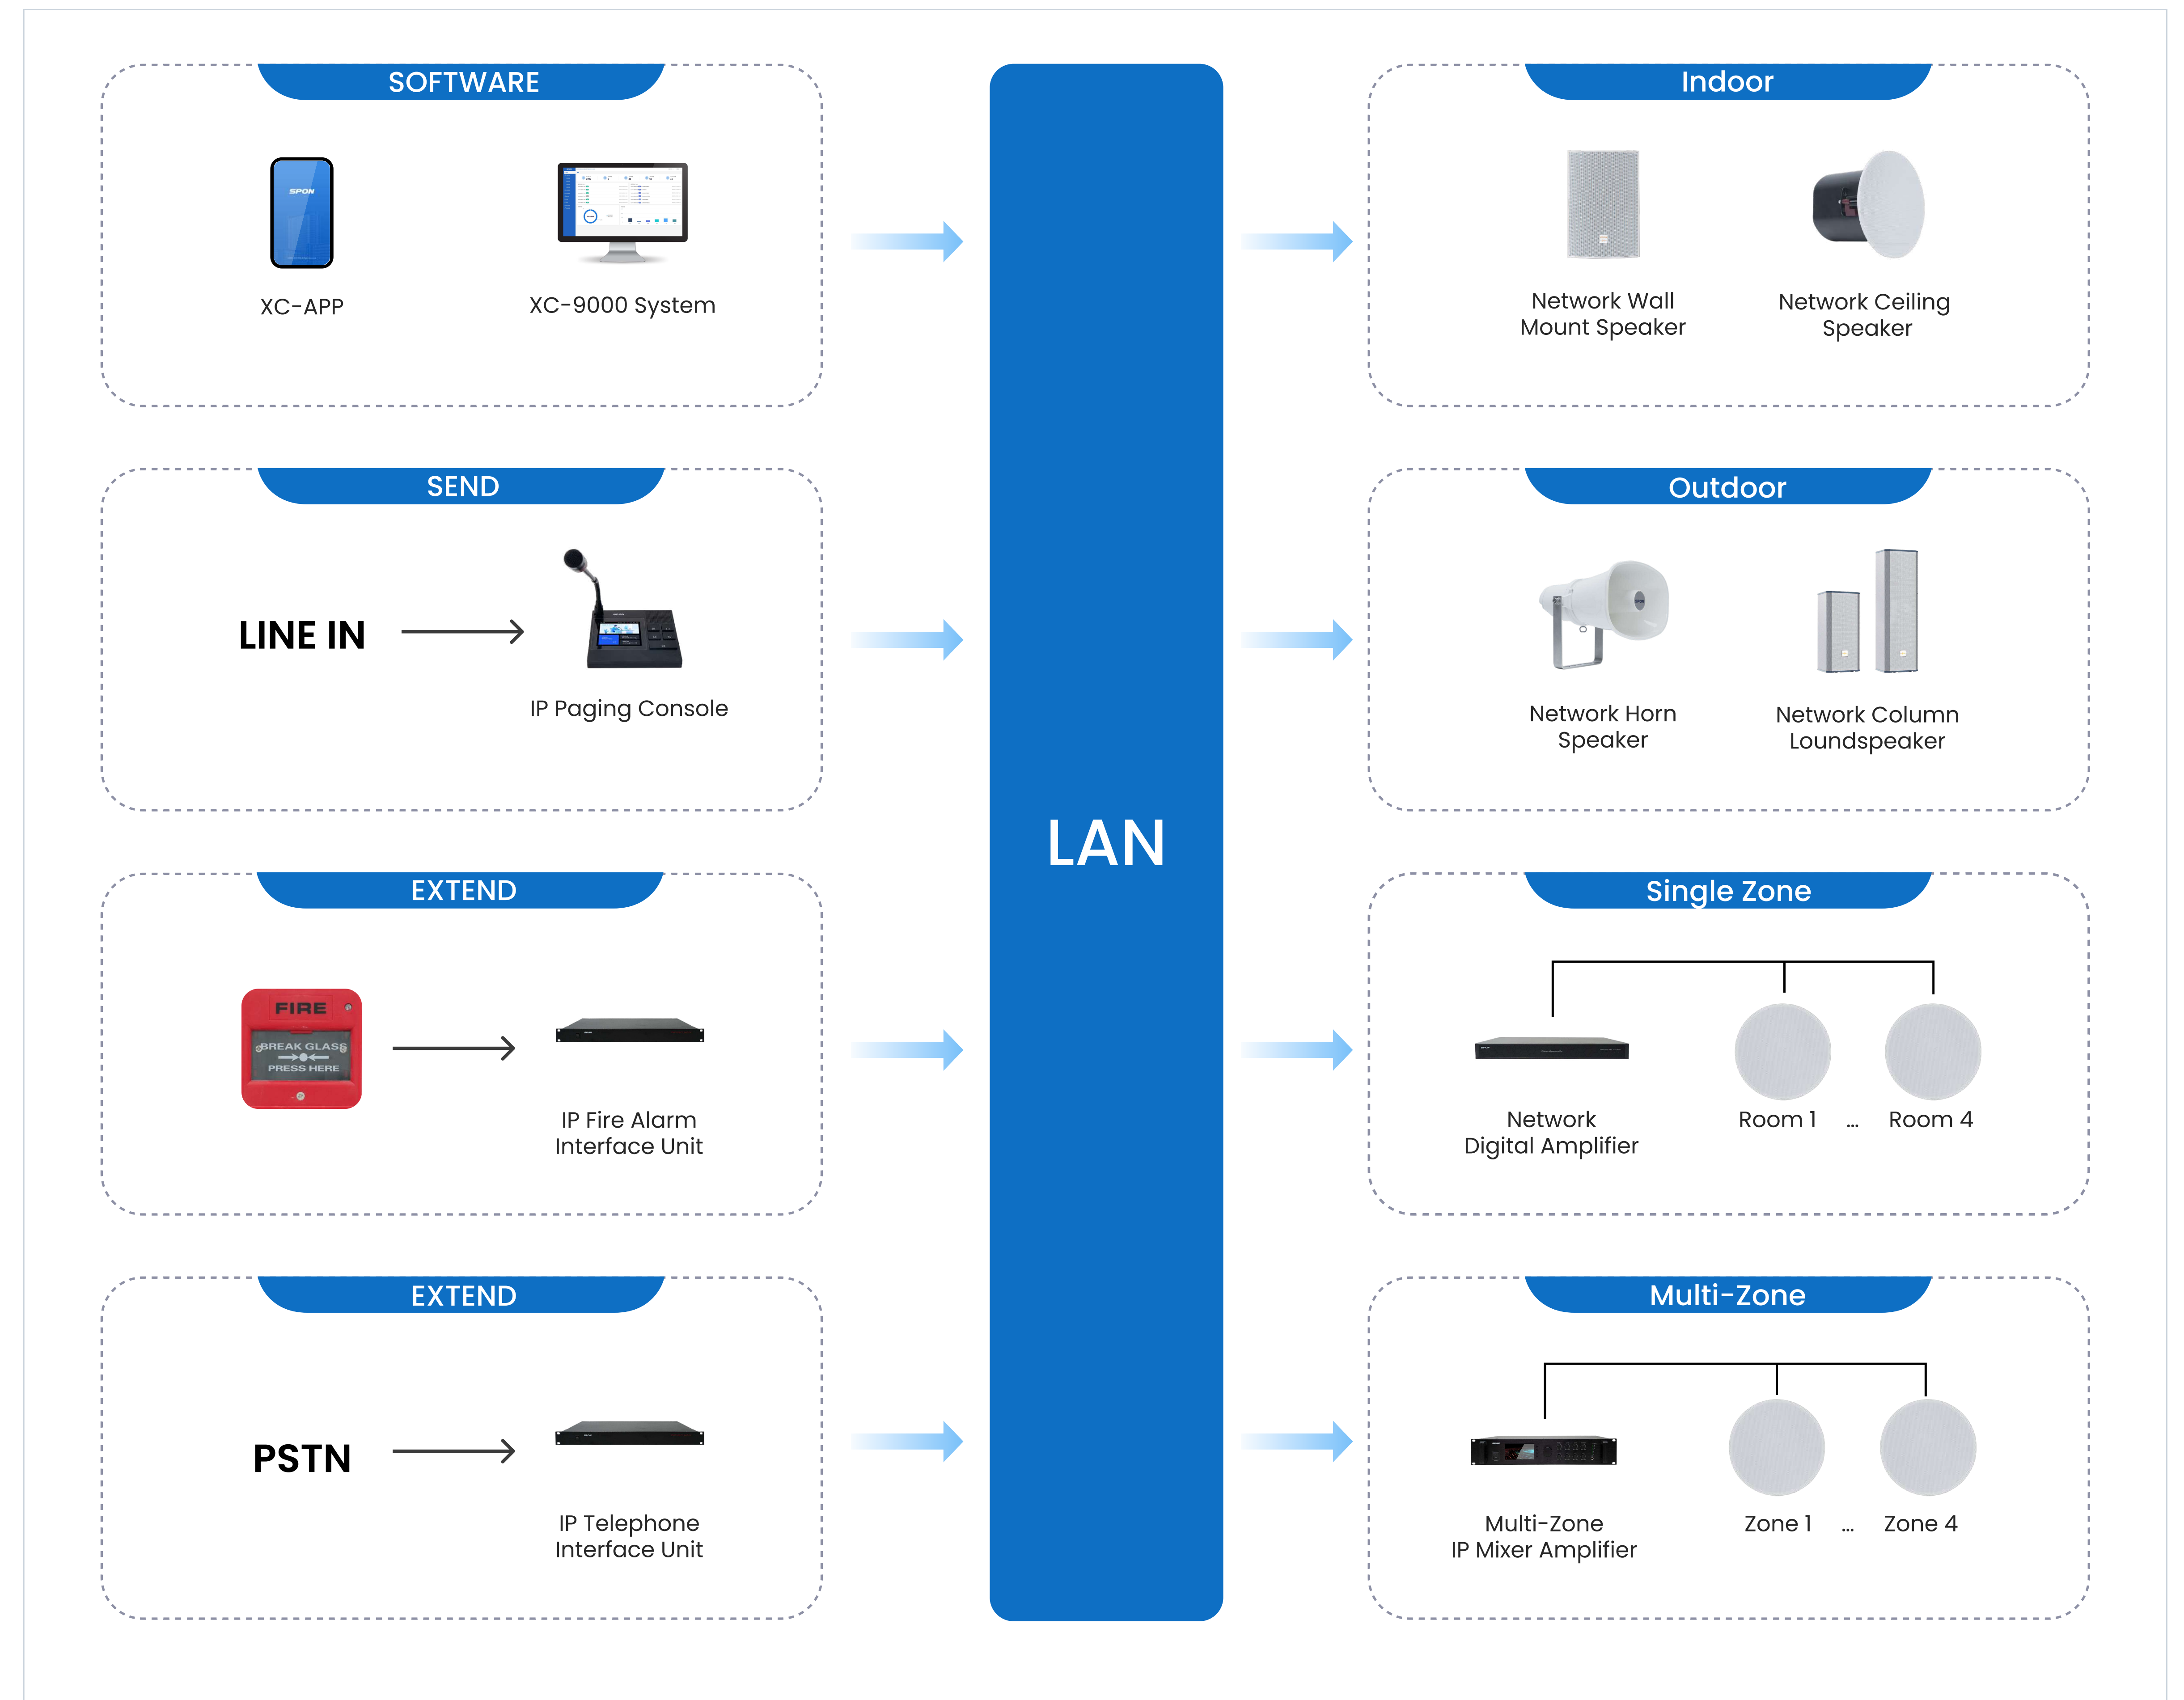 SOFTWARE
SPON
XC-APP
XC-9000 System
SEND
LINE IN
IP Paging Console
EXTEND
FIRE
BREAK GLASS
PRESS HERE
IP Fire Alarm
Interface Unit
EXTEND
PSTN
IP Telephone
Interface Unit
LAN
Indoor
Network Wall
Mount Speaker
Network Ceiling
Speaker
Outdoor
Network Horn
Speaker
Network Column
Loundspeaker
Single Zone
Network
Digital Amplifier
Room 1 ... Room 4
Multi-Zone
Multi-Zone
IP Mixer Amplifier
Zone 1 ... Zone 4